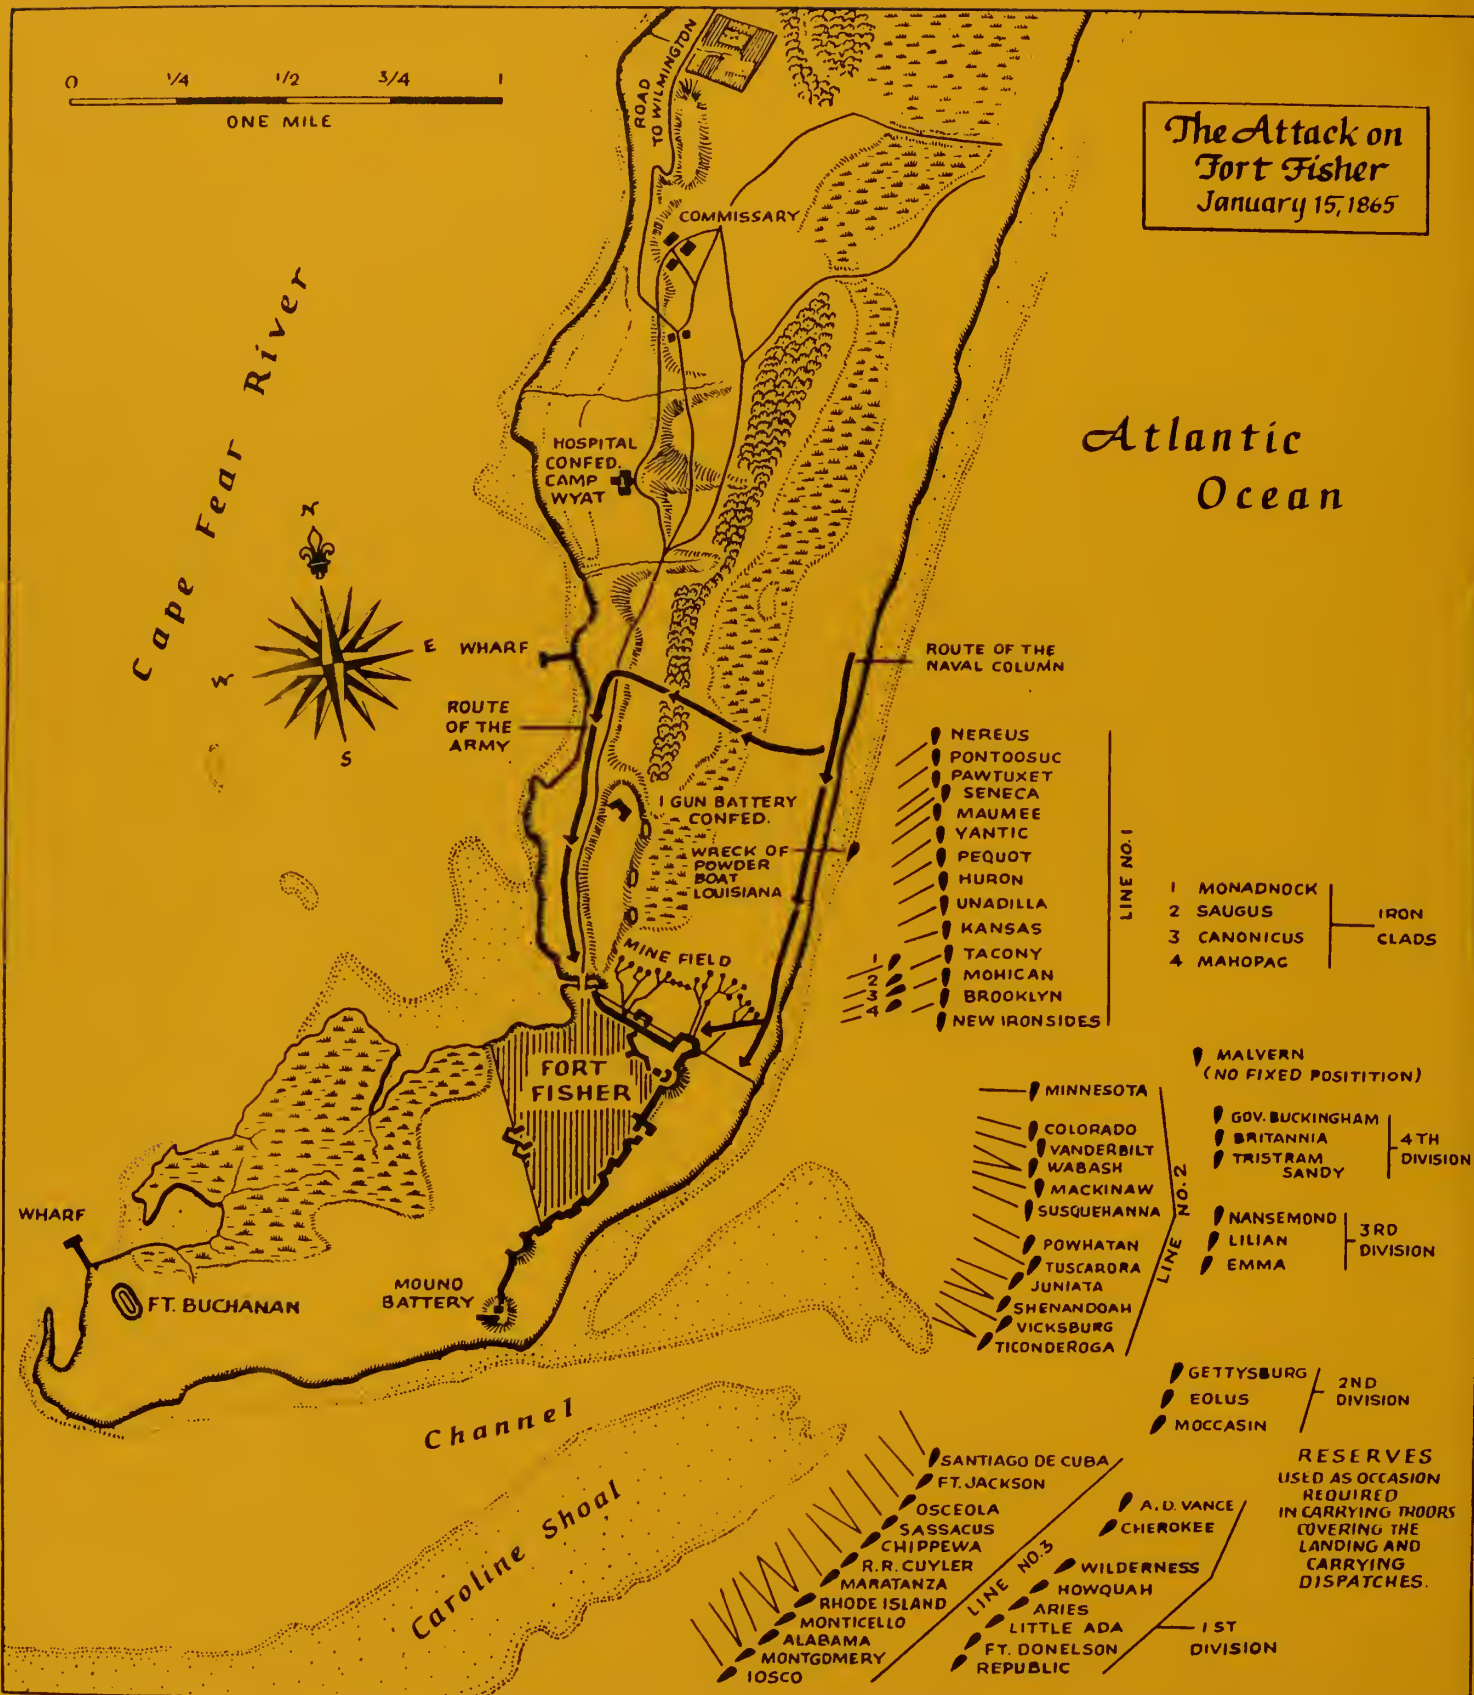 0 1/4 1/2 3/4 1
ONE MILE
The Attack on
Fort Fisher
January 15, 1865
ROAD
TO WILMINGTON
COMMISSARY
Cape Fear River
HOSPITAL
CONFED.
CAMP
WYAT
Atlantic
Ocean
N
E
W
S
WHARF
ROUTE OF THE
NAVAL COLUMN
ROUTE
OF THE
ARMY
1 GUN BATTERY
CONFED.
WRECK OF
POWDER
BOAT
LOUISIANA
MINE FIELD
FORT
FISHER
NEREUS
PONTOOSUC
PAWTUXET
SENECA
MAUMEE
YANTIC
PEQUOT
HURON
UNADILLA
KANSAS
TACONY
MOHICAN
BROOKLYN
NEW IRONSIDES
LINE NO.1
1
2
3
4
1 MONADNOCK
2 SAUGUS
3 CANONICUS
4 MAHOPAC
IRON
CLADS
MALVERN
(NO FIXED POSITITION)
MINNESOTA
COLORADO
VANDERBILT
WABASH
MACKINAW
SUSQUEHANNA
POWHATAN
TUSCARORA
JUNIATA
SHENANDOAH
VICKSBURG
TICONDEROGA
LINE NO.2
GOV. BUCKINGHAM
BRITANNIA
TRISTRAM
SANDY
4TH
DIVISION
NANSEMOND
LILIAN
EMMA
3RD
DIVISION
WHARF
FT. BUCHANAN
MOUND
BATTERY
Channel
Caroline Shoal
GETTYSBURG
EOLUS
MOCCASIN
2ND
DIVISION
SANTIAGO DE CUBA
FT. JACKSON
OSCEOLA
SASSACUS
CHIPPEWA
R.R. CUYLER
MARATANZA
RHODE ISLAND
MONTICELLO
ALABAMA
MONTGOMERY
IOSCO
LINE NO.3
A.D. VANCE
CHEROKEE
WILDERNESS
HOWQUAH
ARIES
LITTLE ADA
FT. DONELSON
REPUBLIC
1ST
DIVISION
RESERVES
USED AS OCCASION
REQUIRED
IN CARRYING TROORS
COVERING THE
LANDING AND
CARRYING
DISPATCHES.